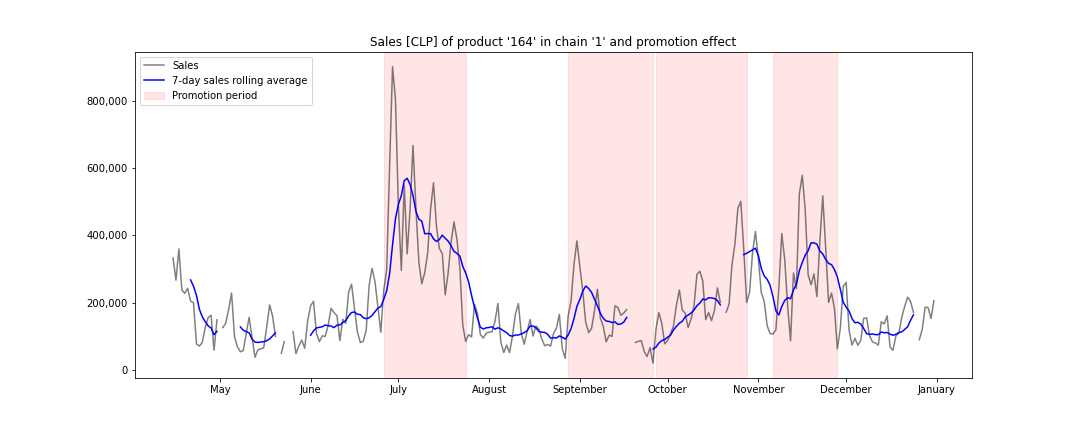 Sales [CLP] of product '164' in chain '1' and promotion effect
Sales
7-day sales rolling average
Promotion period
800,000
600,000
400,000
200,000
0
May June July August September October November December January